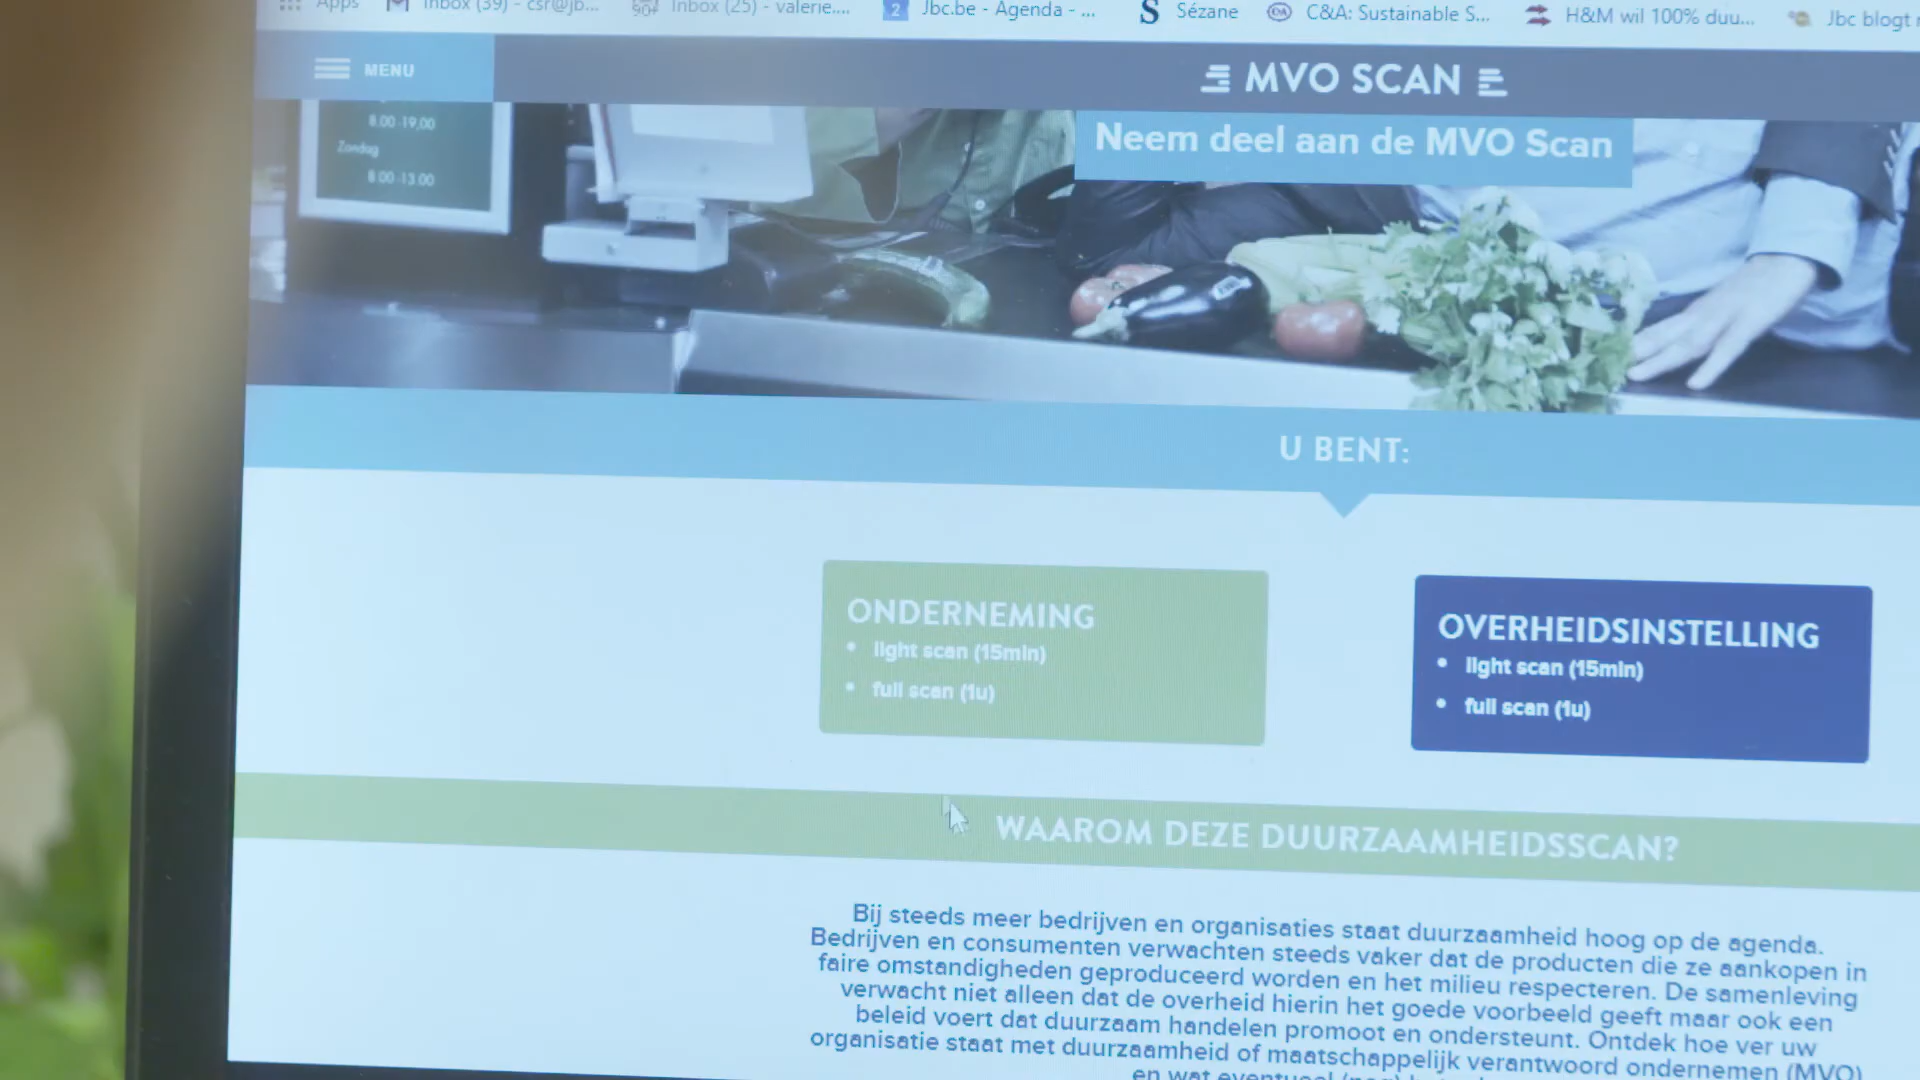 Apps Inbox (39) - csr@jb... Inbox (25) - valerie.... 2 Jbc.be - Agenda - ... S Sézane C&A: Sustainable S... H&M wil 100% duu... Jbc blogt
MENU
MVO SCAN
8.00-19.00
Zondag
8.00-13.00
Neem deel aan de MVO Scan
U BENT:
ONDERNEMING
• light scan (15min)
• full scan (1u)
OVERHEIDSINSTELLING
• light scan (15min)
• full scan (1u)
WAAROM DEZE DUURZAAMHEIDSSCAN?
Bij steeds meer bedrijven en organisaties staat duurzaamheid hoog op de agenda.
Bedrijven en consumenten verwachten steeds vaker dat de producten die ze aankopen in
faire omstandigheden geproduceerd worden en het milieu respecteren. De samenleving
verwacht niet alleen dat de overheid hierin het goede voorbeeld geeft maar ook een
beleid voert dat duurzaam handelen promoot en ondersteunt. Ontdek hoe ver uw
organisatie staat met duurzaamheid of maatschappelijk verantwoord ondernemen (MVO)
en wat eventueel